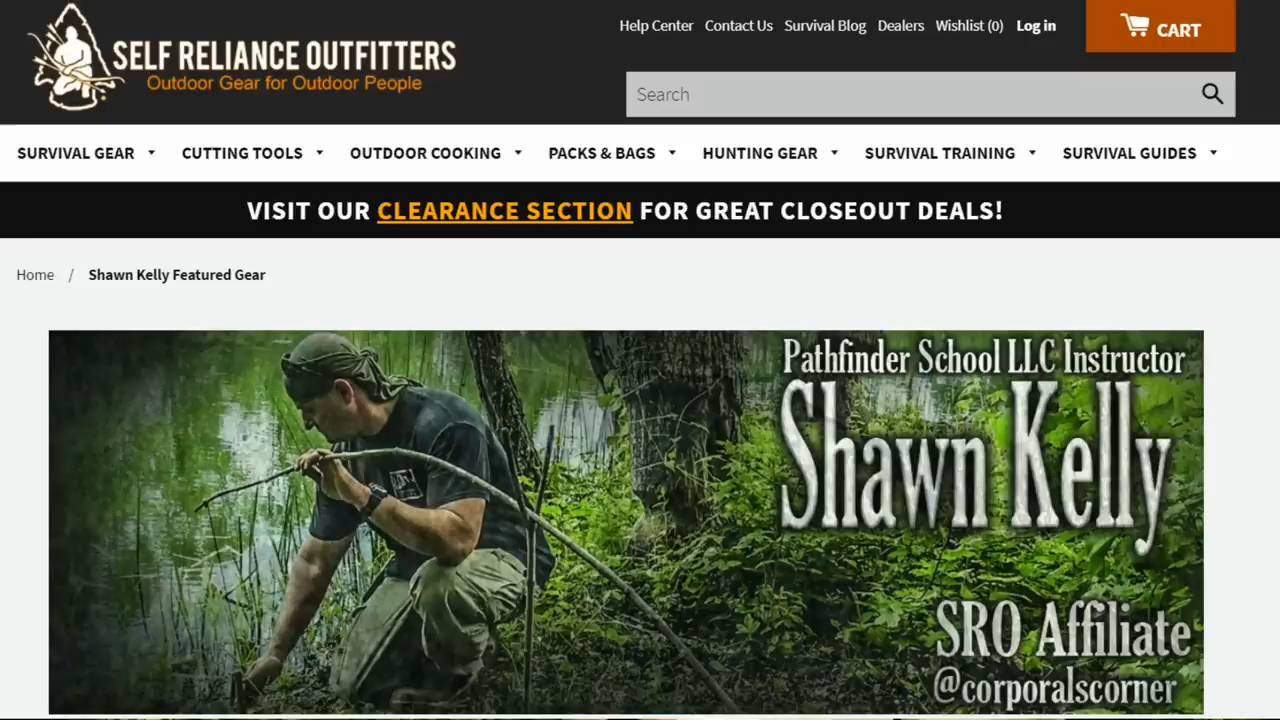 Help Center Contact Us Survival Blog Dealers Wishlist (0) Log in
CART
SELF RELIANCE OUTFITTERS
Outdoor Gear for Outdoor People
Search
SURVIVAL GEAR CUTTING TOOLS OUTDOOR COOKING PACKS & BAGS HUNTING GEAR SURVIVAL TRAINING SURVIVAL GUIDES
VISIT OUR CLEARANCE SECTION FOR GREAT CLOSEOUT DEALS!
Home / Shawn Kelly Featured Gear
Pathfinder School LLC Instructor
Shawn Kelly
SRO Affiliate
@corporalscorner